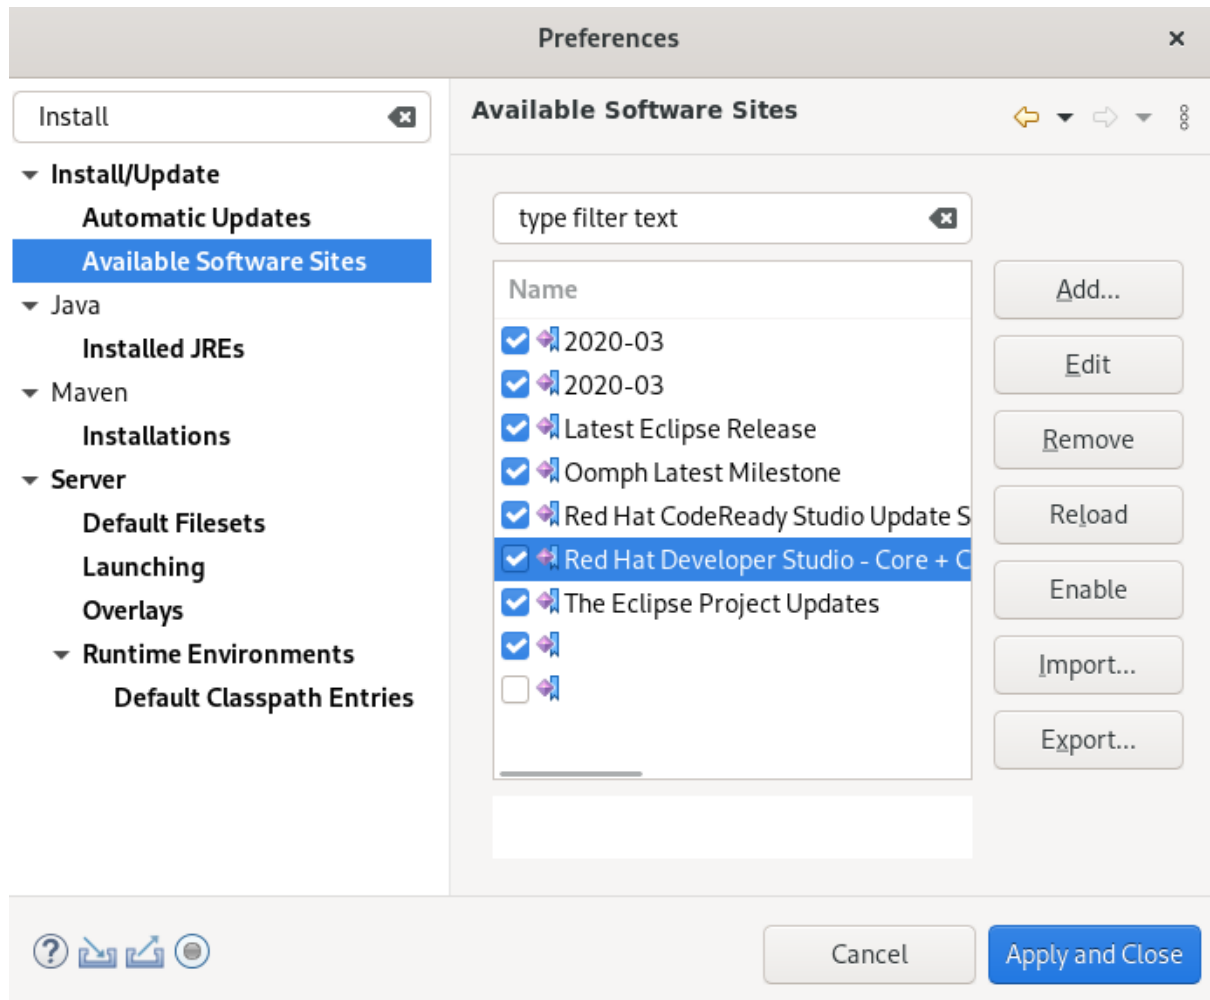 Preferences
Install
Install/Update
Automatic Updates
Available Software Sites
Java
Installed JREs
Maven
Installations
Server
Default Filesets
Launching
Overlays
Runtime Environments
Default Classpath Entries
Available Software Sites
type filter text
Name
2020-03
2020-03
Latest Eclipse Release
Oomph Latest Milestone
Red Hat CodeReady Studio Update S
Red Hat Developer Studio - Core + C
The Eclipse Project Updates
Add...
Edit
Remove
Reload
Enable
Import...
Export...
Cancel
Apply and Close